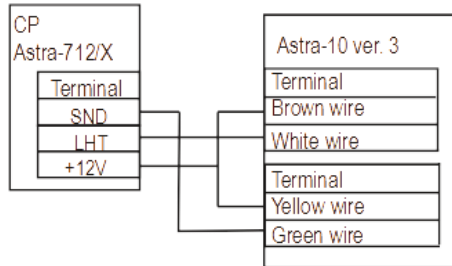 CP
Astra-712/X
Terminal
SND
LHT
+12V
Astra-10 ver. 3
Terminal
Brown wire
White wire
Terminal
Yellow wire
Green wire